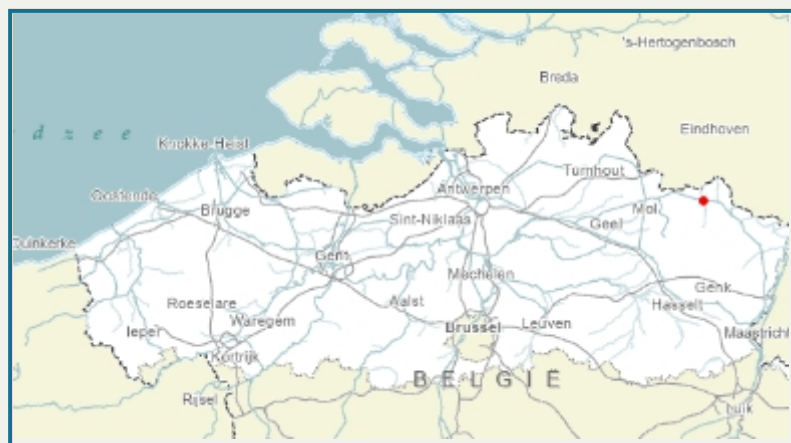 's-Hertogenbosch
Breda
Eindhoven
d z e e
Knokke-Heist
Turnhout
Oostende
Antwerpen
Brugge
Sint-Niklaas
Geel
Mol
Duinkerke
Gent
Mechelen
Genk
Roeselare
Aalst
Hasselt
Ieper
Waregem
Brussel
Leuven
Maastricht
Kortrijk
BELGIË
Rijsel
Luik